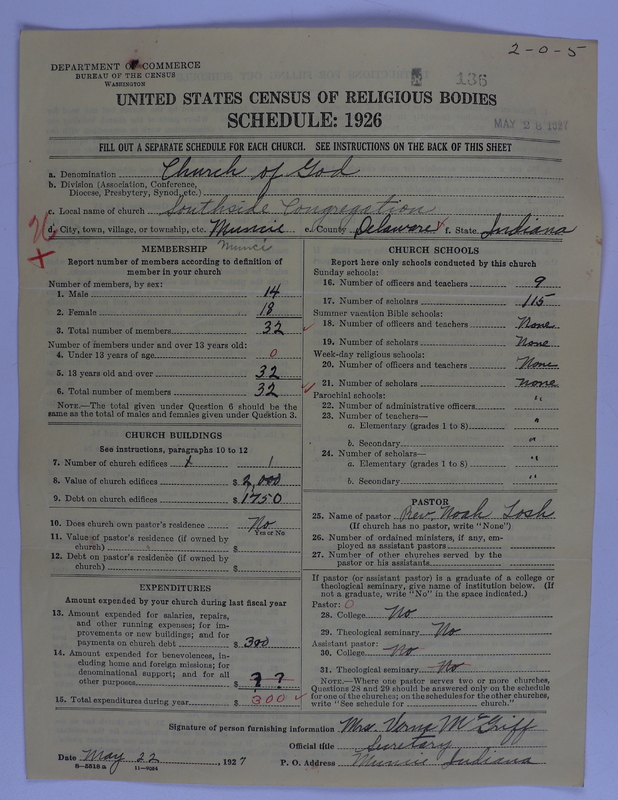 2-0-5
DEPARTMENT OF COMMERCE
BUREAU OF THE CENSUS
WASHINGTON
136
UNITED STATES CENSUS OF RELIGIOUS BODIES
SCHEDULE: 1926
MAY 28 1927
FILL OUT A SEPARATE SCHEDULE FOR EACH CHURCH. SEE INSTRUCTIONS ON THE BACK OF THIS SHEET
a. Denomination Church of God
b. Division (Association, Conference, Diocese, Presbytery, Synod, etc.)
c. Local name of church Southside Congregation
d. City, town, village, or township, etc. Muncie e. County Delaware f. State Indiana
MEMBERSHIP Munci
Report number of members according to definition of
member in your church
Number of members, by sex:
1. Male 14
2. Female 18
3. Total number of members 32
Number of members under and over 13 years old:
4. Under 13 years of age 0
5. 13 years old and over 32
6. Total number of members 32
NOTE.—The total given under Question 6 should be the
same as the total of males and females given under Question 3.
CHURCH BUILDINGS
See instructions, paragraphs 10 to 12
7. Number of church edifices 1
8. Value of church edifices $ 2,000
9. Debt on church edifices $ 1750
10. Does church own pastor's residence No
Yes or No
11. Value of pastor's residence (if owned by
church) $
12. Debt on pastor's residence (if owned by
church) $
EXPENDITURES
Amount expended by your church during last fiscal year
13. Amount expended for salaries, repairs,
and other running expenses; for im-
provements or new buildings; and for
payments on church debt $ 300
14. Amount expended for benevolences, in-
cluding home and foreign missions; for
denominational support; and for all
other purposes $ ? ?
15. Total expenditures during year $ 300
CHURCH SCHOOLS
Report here only schools conducted by this church
Sunday schools:
16. Number of officers and teachers 9
17. Number of scholars 115
Summer vacation Bible schools:
18. Number of officers and teachers None
19. Number of scholars None
Week-day religious schools:
20. Number of officers and teachers None
21. Number of scholars none
Parochial schools:
22. Number of administrative officers "
23. Number of teachers—
a. Elementary (grades 1 to 8) "
b. Secondary "
24. Number of scholars—
a. Elementary (grades 1 to 8) "
b. Secondary "
PASTOR
25. Name of pastor Rev. Noah Losh
(If church has no pastor, write "None")
26. Number of ordained ministers, if any, em-
ployed as assistant pastors
27. Number of other churches served by the
pastor or his assistants
If pastor (or assistant pastor) is a graduate of a college or
theological seminary, give name of institution below. (If
not a graduate, write "No" in the space indicated.)
Pastor: 0
28. College No
29. Theological seminary No
Assistant pastor:
30. College No
31. Theological seminary No
NOTE.—Where one pastor serves two or more churches,
Questions 28 and 29 should be answered only on the schedule
for one of the churches; on the schedules for the other churches,
write "See schedule for church."
Signature of person furnishing information Mrs. Verna McGriff
Official title Secretary
Date May 22, 1927 P. O. Address Muncie Indiana
8—5518 a 11—9254